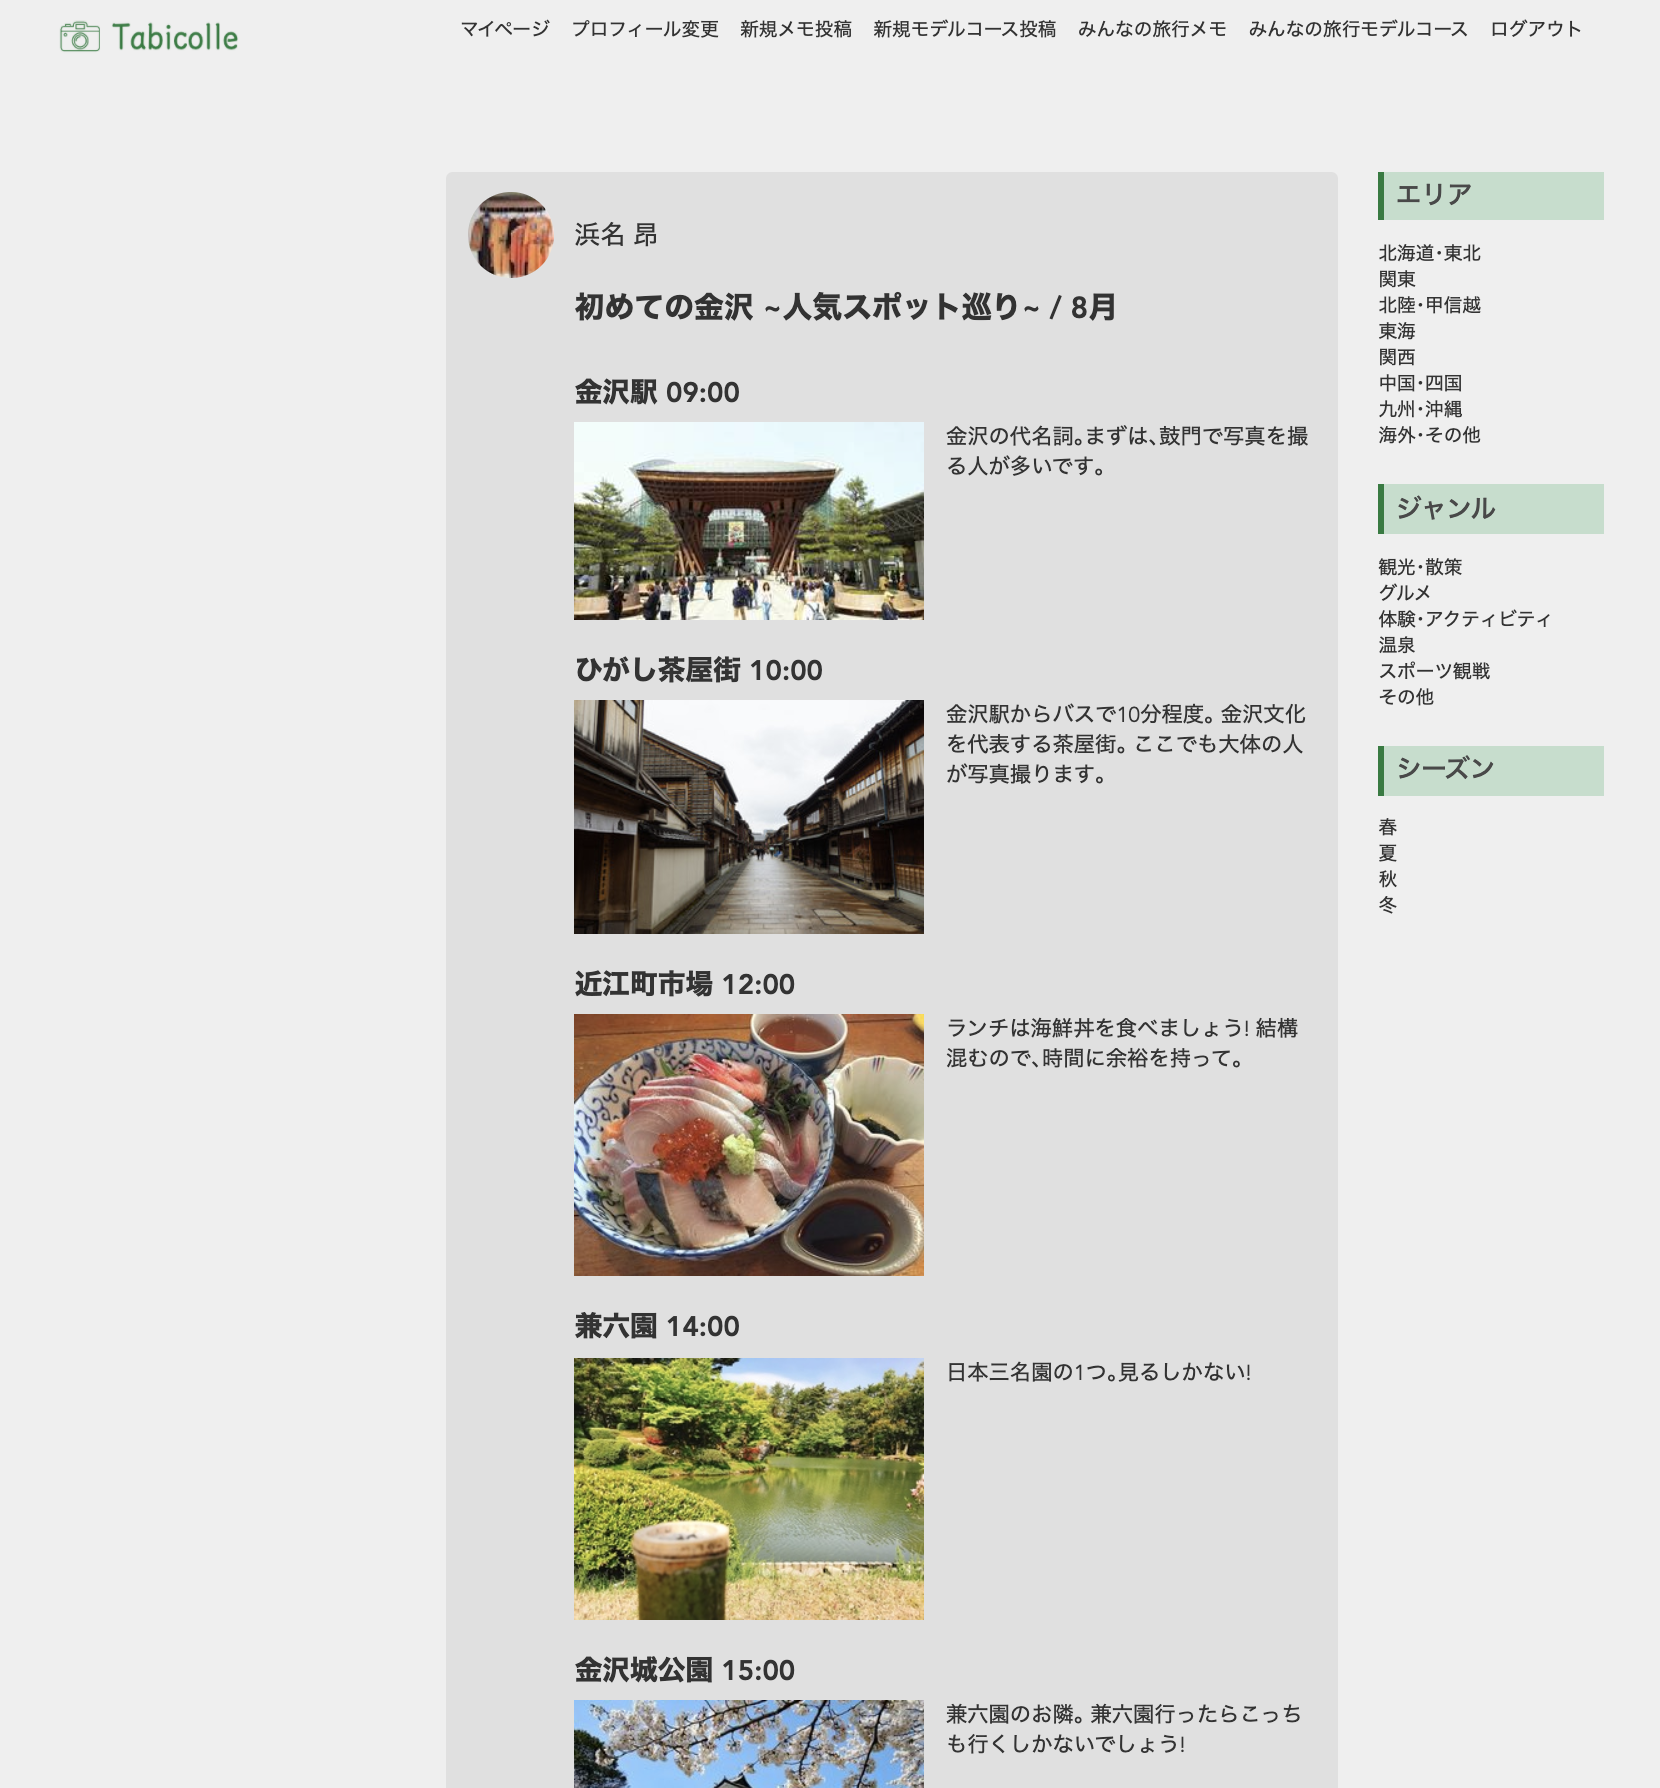 Tabicolle
マイページ プロフィール変更 新規メモ投稿 新規モデルコース投稿 みんなの旅行メモ みんなの旅行モデルコース ログアウト
浜名 昂
初めての金沢 ~人気スポット巡り~ / 8月
金沢駅 09:00
金沢の代名詞。まずは、鼓門で写真を撮
る人が多いです。
ひがし茶屋街 10:00
金沢駅からバスで10分程度。 金沢文化
を代表する茶屋街。 ここでも大体の人
が写真撮ります。
近江町市場 12:00
ランチは海鮮丼を食べましょう! 結構
混むので、時間に余裕を持って。
兼六園 14:00
日本三名園の1つ。見るしかない!
金沢城公園 15:00
兼六園のお隣。 兼六園行ったらこっち
も行くしかないでしょう!
エリア
北海道・東北
関東
北陸・甲信越
東海
関西
中国・四国
九州・沖縄
海外・その他
ジャンル
観光・散策
グルメ
体験・アクティビティ
温泉
スポーツ観戦
その他
シーズン
春
夏
秋
冬